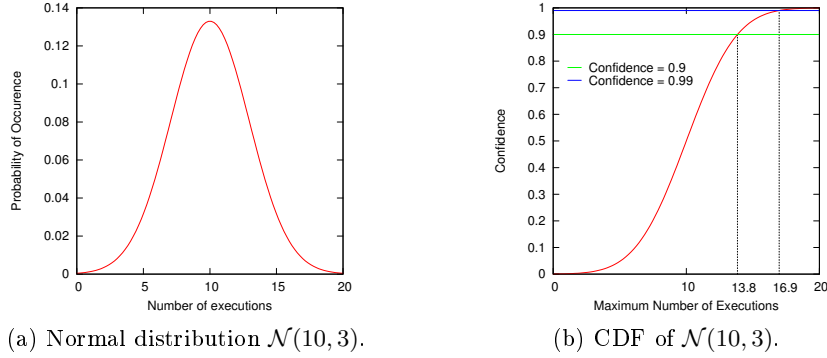 0.14
0.12
0.1
0.08
0.06
0.04
0.02
0
Probability of Occurence
0 5 10 15 20
Number of executions
(a) Normal distribution 𝒩(10, 3).
1
0.9
0.8
0.7
0.6
0.5
0.4
0.3
0.2
0.1
0
Confidence
Confidence = 0.9
Confidence = 0.99
0 10 13.8 16.9 20
Maximum Number of Executions
(b) CDF of 𝒩(10, 3).